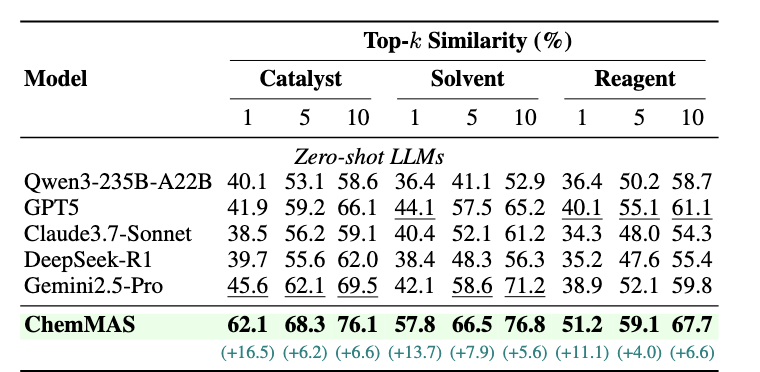 Top-k Similarity (%)
Model Catalyst Solvent Reagent
1 5 10 1 5 10 1 5 10
Zero-shot LLMs
Qwen3-235B-A22B 40.1 53.1 58.6 36.4 41.1 52.9 36.4 50.2 58.7
GPT5 41.9 59.2 66.1 44.1 57.5 65.2 40.1 55.1 61.1
Claude3.7-Sonnet 38.5 56.2 59.1 40.4 52.1 61.2 34.3 48.0 54.3
DeepSeek-R1 39.7 55.6 62.0 38.4 48.3 56.3 35.2 47.6 55.4
Gemini2.5-Pro 45.6 62.1 69.5 42.1 58.6 71.2 38.9 52.1 59.8
ChemMAS 62.1 68.3 76.1 57.8 66.5 76.8 51.2 59.1 67.7
(+16.5) (+6.2) (+6.6) (+13.7) (+7.9) (+5.6) (+11.1) (+4.0) (+6.6)